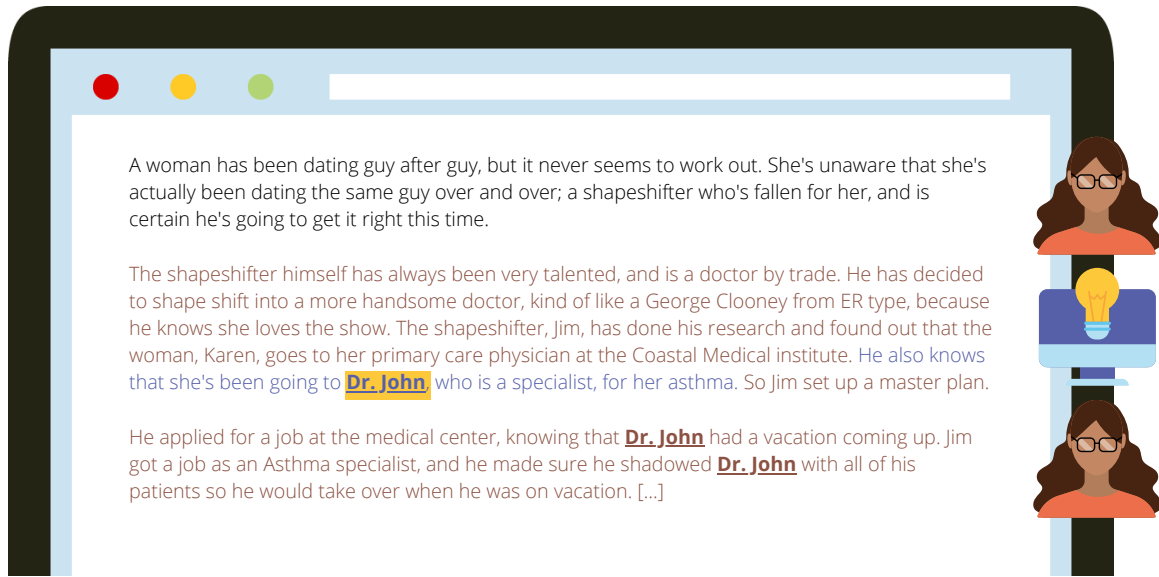 A woman has been dating guy after guy, but it never seems to work out. She's unaware that she's
actually been dating the same guy over and over; a shapeshifter who's fallen for her, and is
certain he's going to get it right this time.
The shapeshifter himself has always been very talented, and is a doctor by trade. He has decided
to shape shift into a more handsome doctor, kind of like a George Clooney from ER type, because
he knows she loves the show. The shapeshifter, Jim, has done his research and found out that the
woman, Karen, goes to her primary care physician at the Coastal Medical institute. He also knows
that she's been going to Dr. John, who is a specialist, for her asthma. So Jim set up a master plan.
He applied for a job at the medical center, knowing that Dr. John had a vacation coming up. Jim
got a job as an Asthma specialist, and he made sure he shadowed Dr. John with all of his
patients so he would take over when he was on vacation. [...]